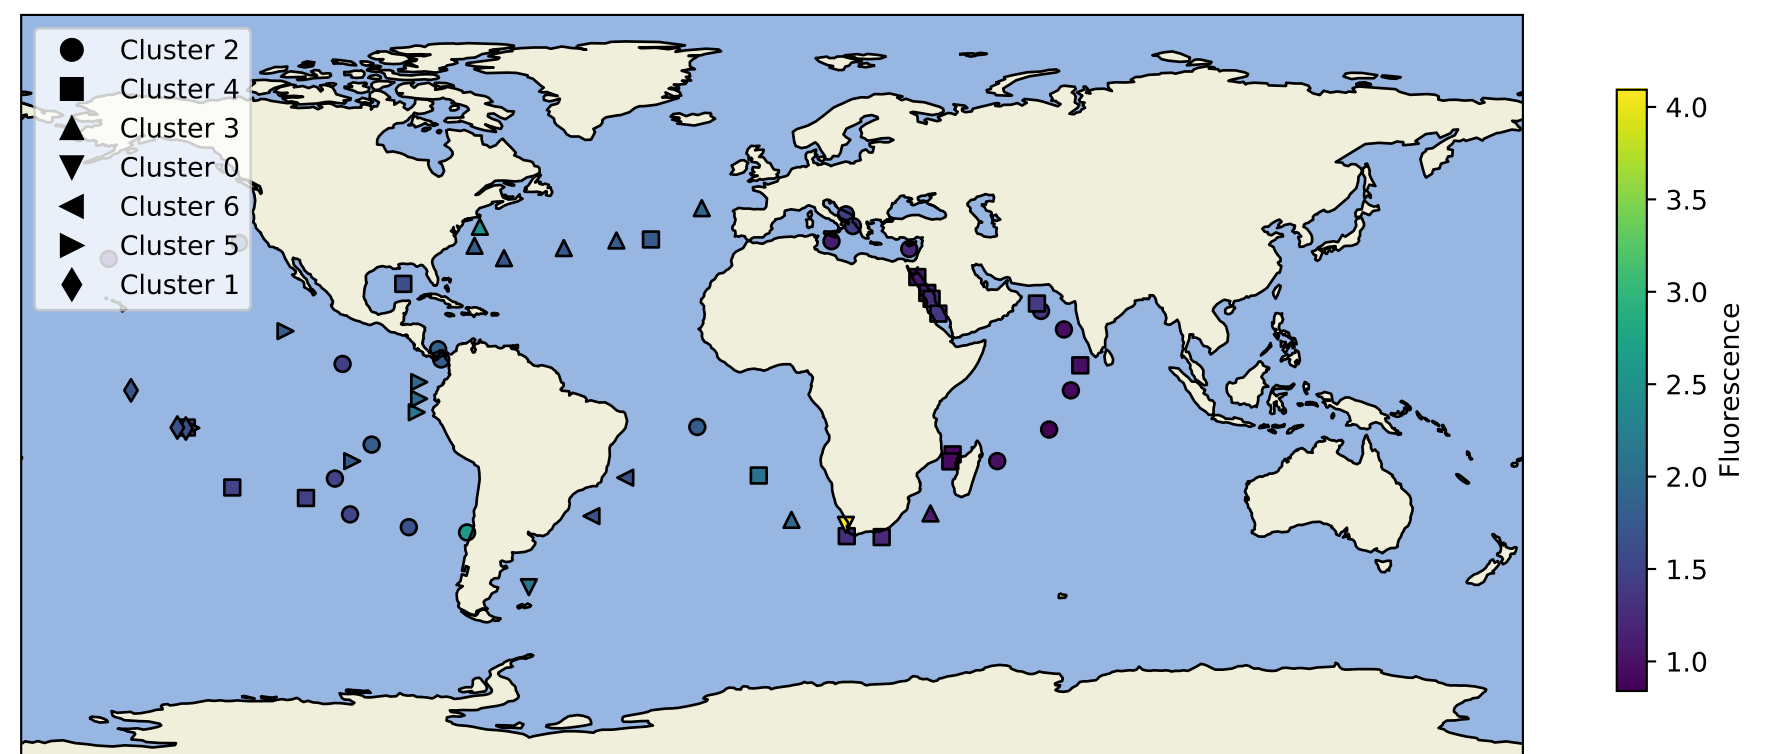 Cluster 2
Cluster 4
Cluster 3
Cluster 0
Cluster 6
Cluster 5
Cluster 1
4.0
3.5
3.0
2.5
2.0
1.5
1.0
Fluorescence